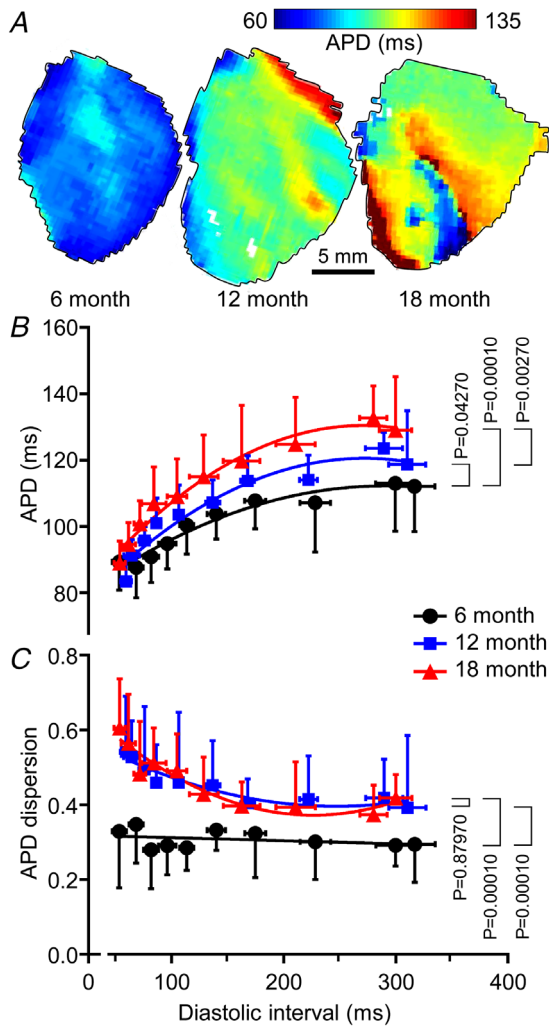 A
60
135
APD (ms)
5 mm
6 month
12 month
18 month
B
160
140
120
100
80
APD (ms)
P=0.04270
P=0.00010
P=0.00270
6 month
12 month
18 month
C
0.8
0.6
0.4
0.2
0.0
APD dispersion
P=0.87970
P=0.00010
P=0.00010
0
100
200
300
400
Diastolic interval (ms)